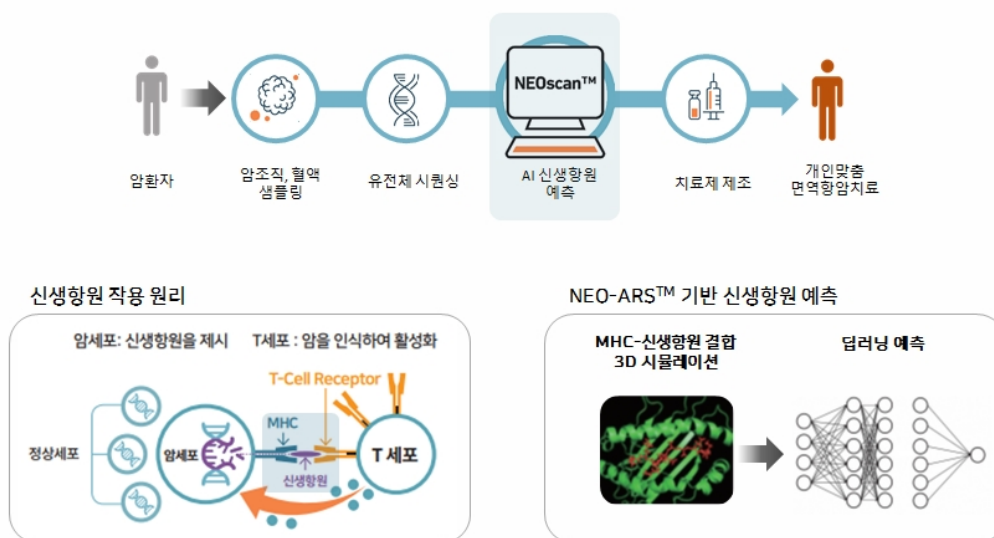 NEOscan™
암환자
암조직, 혈액
샘플링
유전체 시퀀싱
AI 신생항원
예측
치료제 제조
개인맞춤
면역항암치료
신생항원 작용 원리
암세포: 신생항원을 제시
T세포 : 암을 인식하여 활성화
T-Cell Receptor
MHC
정상세포
암세포
신생항원
T 세포
NEO-ARS™ 기반 신생항원 예측
MHC-신생항원 결합
3D 시뮬레이션
딥러닝 예측